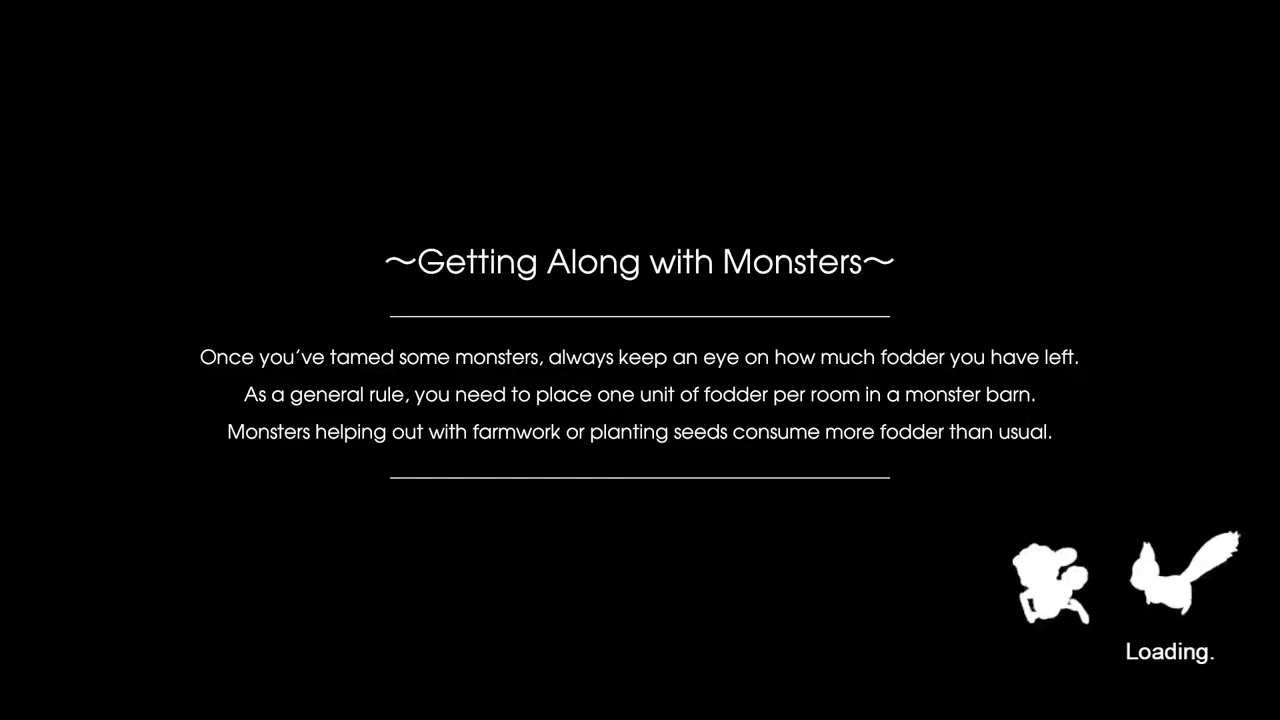 ～Getting Along with Monsters～
Once you’ve tamed some monsters, always keep an eye on how much fodder you have left.
As a general rule, you need to place one unit of fodder per room in a monster barn.
Monsters helping out with farmwork or planting seeds consume more fodder than usual.
Loading.